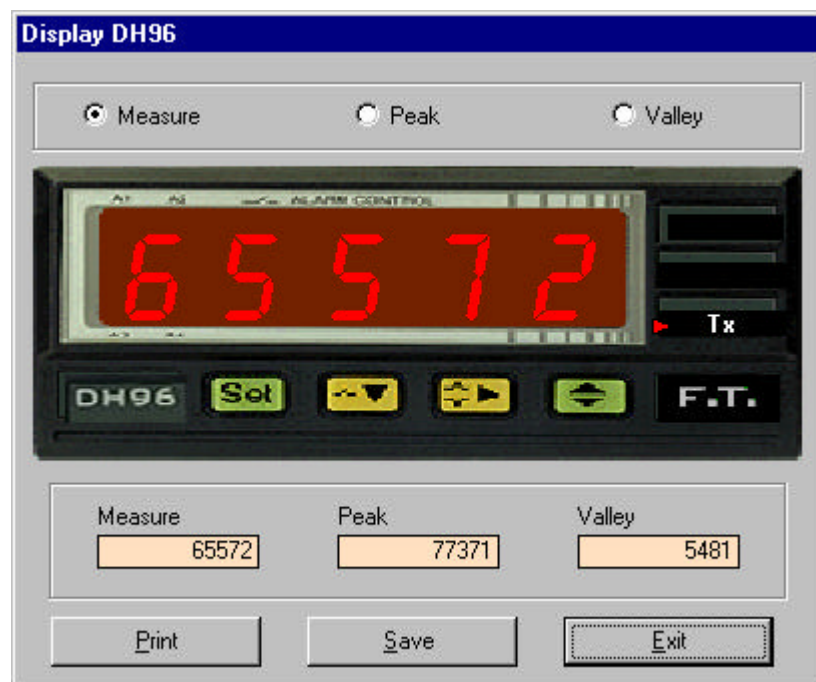 Display DH96
Measure Peak Valley
ALARM CONTROL
65572
Tx
DH96 Set F.T.
Measure Peak Valley
65572 77371 5481
Print Save Exit